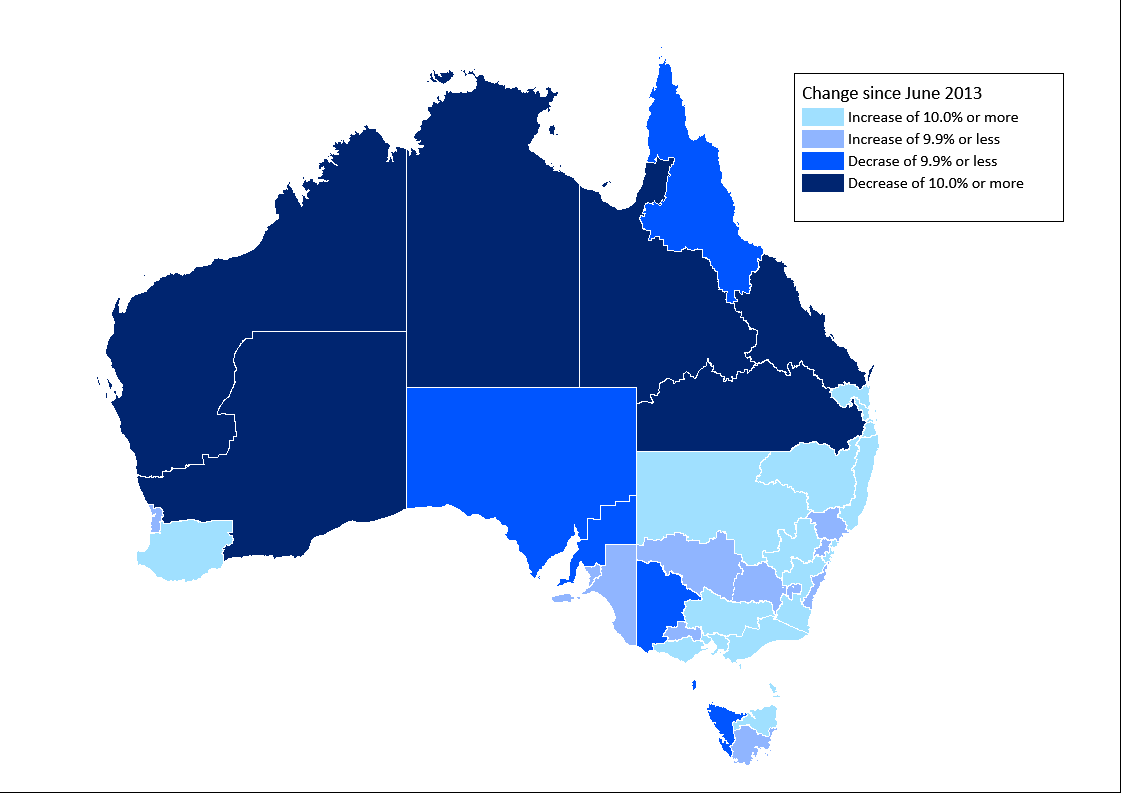 Change since June 2013
Increase of 10.0% or more
Increase of 9.9% or less
Decrase of 9.9% or less
Decrease of 10.0% or more